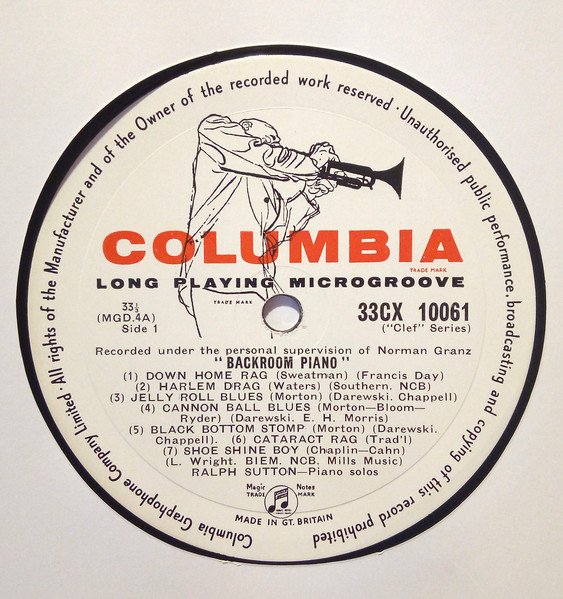 Columbia Graphophone Company Limited · All rights of the Manufacturer and of the Owner of the recorded work reserved · Unauthorised public performance, broadcasting and copying of this record prohibited
COLUMBIA
TRADE MARK
LONG PLAYING MICROGROOVE
TRADE MARK
33⅓
(MGD.4A)
Side 1
33CX 10061
("Clef" Series)
Recorded under the personal supervision of Norman Granz
"BACKROOM PIANO"
(1) DOWN HOME RAG (Sweatman) (Francis Day)
(2) HARLEM DRAG (Waters) (Southern. NCB)
(3) JELLY ROLL BLUES (Morton) (Darewski. Chappell)
(4) CANNON BALL BLUES (Morton—Bloom—
Ryder) (Darewski. E. H. Morris)
(5) BLACK BOTTOM STOMP (Morton) (Darewski.
Chappell). (6) CATARACT RAG (Trad'l)
(7) SHOE SHINE BOY (Chaplin—Cahn)
(L. Wright. BIEM. NCB. Mills Music)
RALPH SUTTON—Piano solos
Magic Notes
TRADE MARK
MADE IN GT. BRITAIN